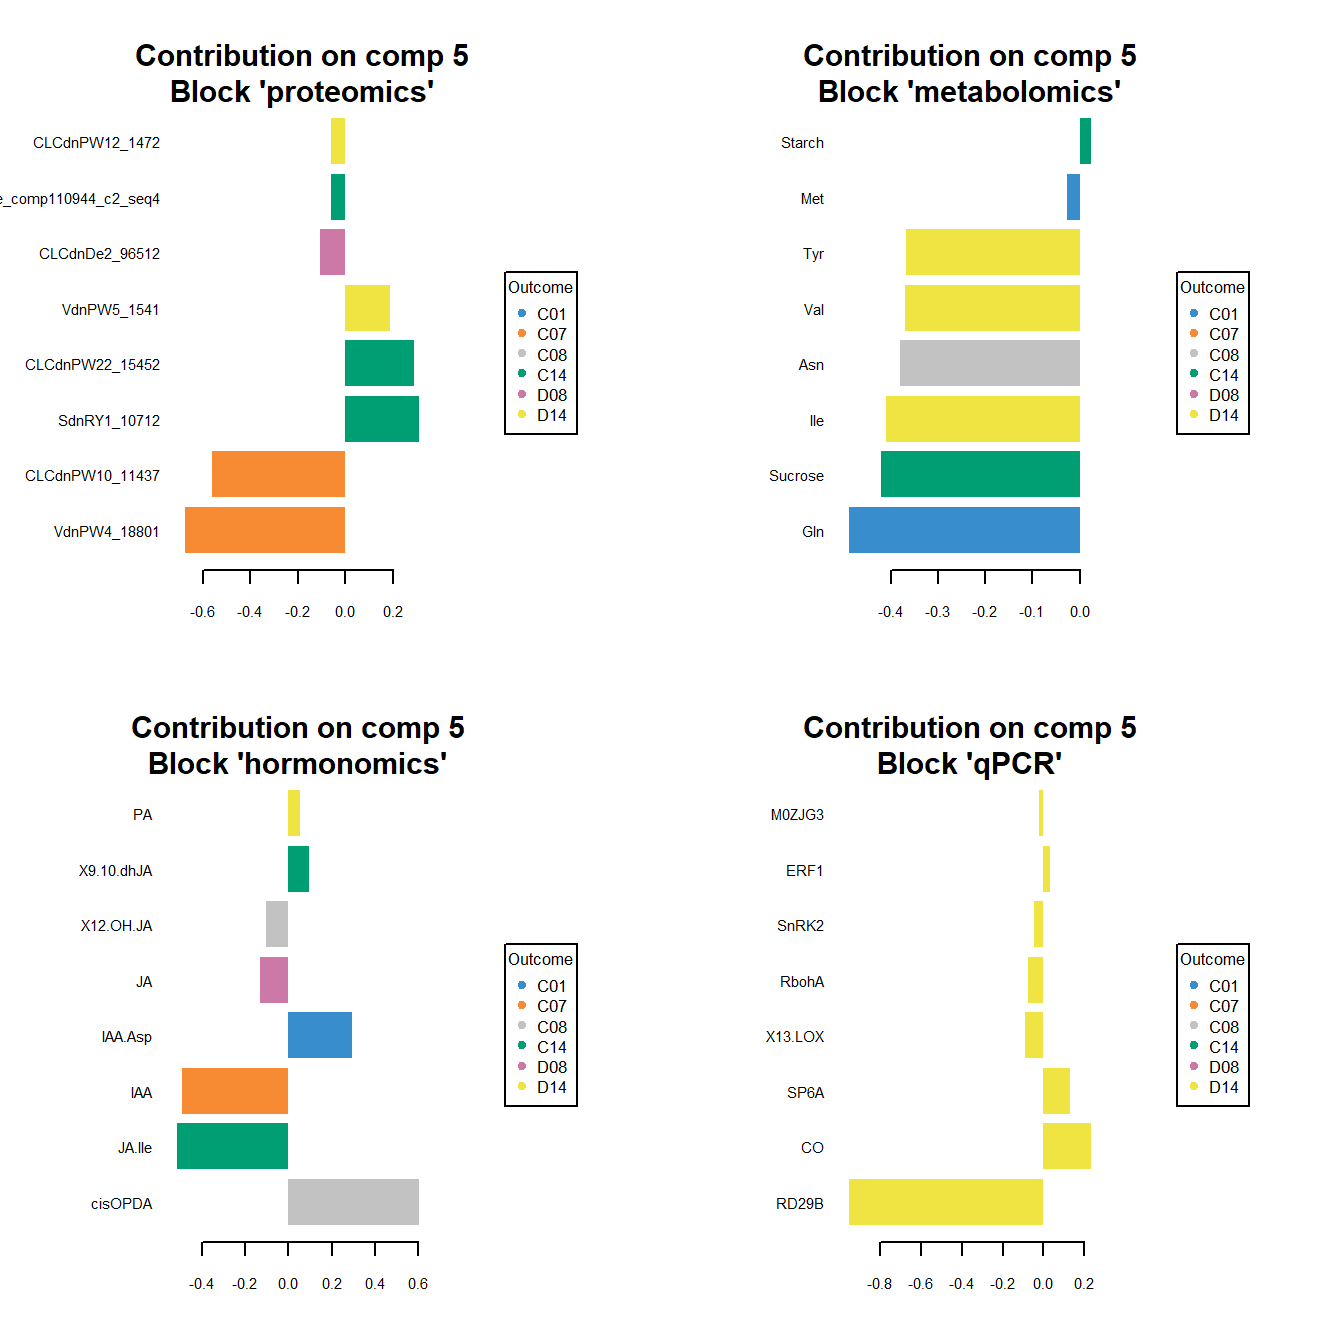 Contribution on comp 5
Block 'proteomics'
CLCdnPW12_1472
e_comp110944_c2_seq4
CLCdnDe2_96512
VdnPW5_1541
CLCdnPW22_15452
SdnRY1_10712
CLCdnPW10_11437
VdnPW4_18801
-0.6 -0.4 -0.2 0.0 0.2
Outcome
C01
C07
C08
C14
D08
D14
Contribution on comp 5
Block 'metabolomics'
Starch
Met
Tyr
Val
Asn
Ile
Sucrose
Gln
-0.4 -0.3 -0.2 -0.1 0.0
Outcome
C01
C07
C08
C14
D08
D14
Contribution on comp 5
Block 'hormonomics'
PA
X9.10.dhJA
X12.OH.JA
JA
IAA.Asp
IAA
JA.Ile
cisOPDA
-0.4 -0.2 0.0 0.2 0.4 0.6
Outcome
C01
C07
C08
C14
D08
D14
Contribution on comp 5
Block 'qPCR'
M0ZJG3
ERF1
SnRK2
RbohA
X13.LOX
SP6A
CO
RD29B
-0.8 -0.6 -0.4 -0.2 0.0 0.2
Outcome
C01
C07
C08
C14
D08
D14